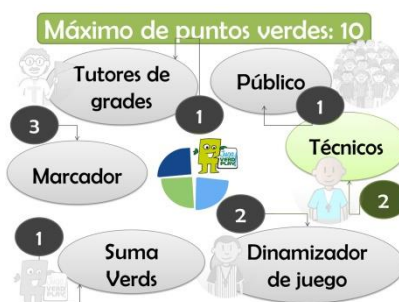 Máximo de puntos verdes: 10
Tutores de
grades
Público
1
1
3
Técnicos
Marcador
2
2
1
Suma
Verds
Dinamizador
de juego